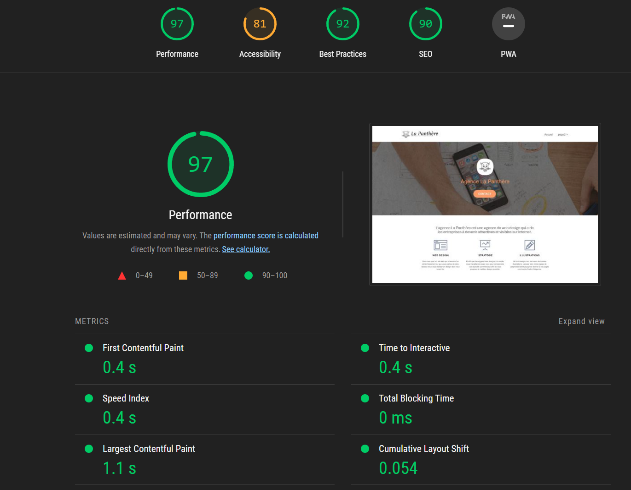 97
81
92
90
PWA
Performance
Accessibility
Best Practices
SEO
PWA
97
Performance
Values are estimated and may vary. The performance score is calculated
directly from these metrics. See calculator.
0–49
50–89
90–100
La Panthère
METRICS
Expand view
First Contentful Paint
0.4 s
Time to Interactive
0.4 s
Speed Index
0.4 s
Total Blocking Time
0 ms
Largest Contentful Paint
1.1 s
Cumulative Layout Shift
0.054